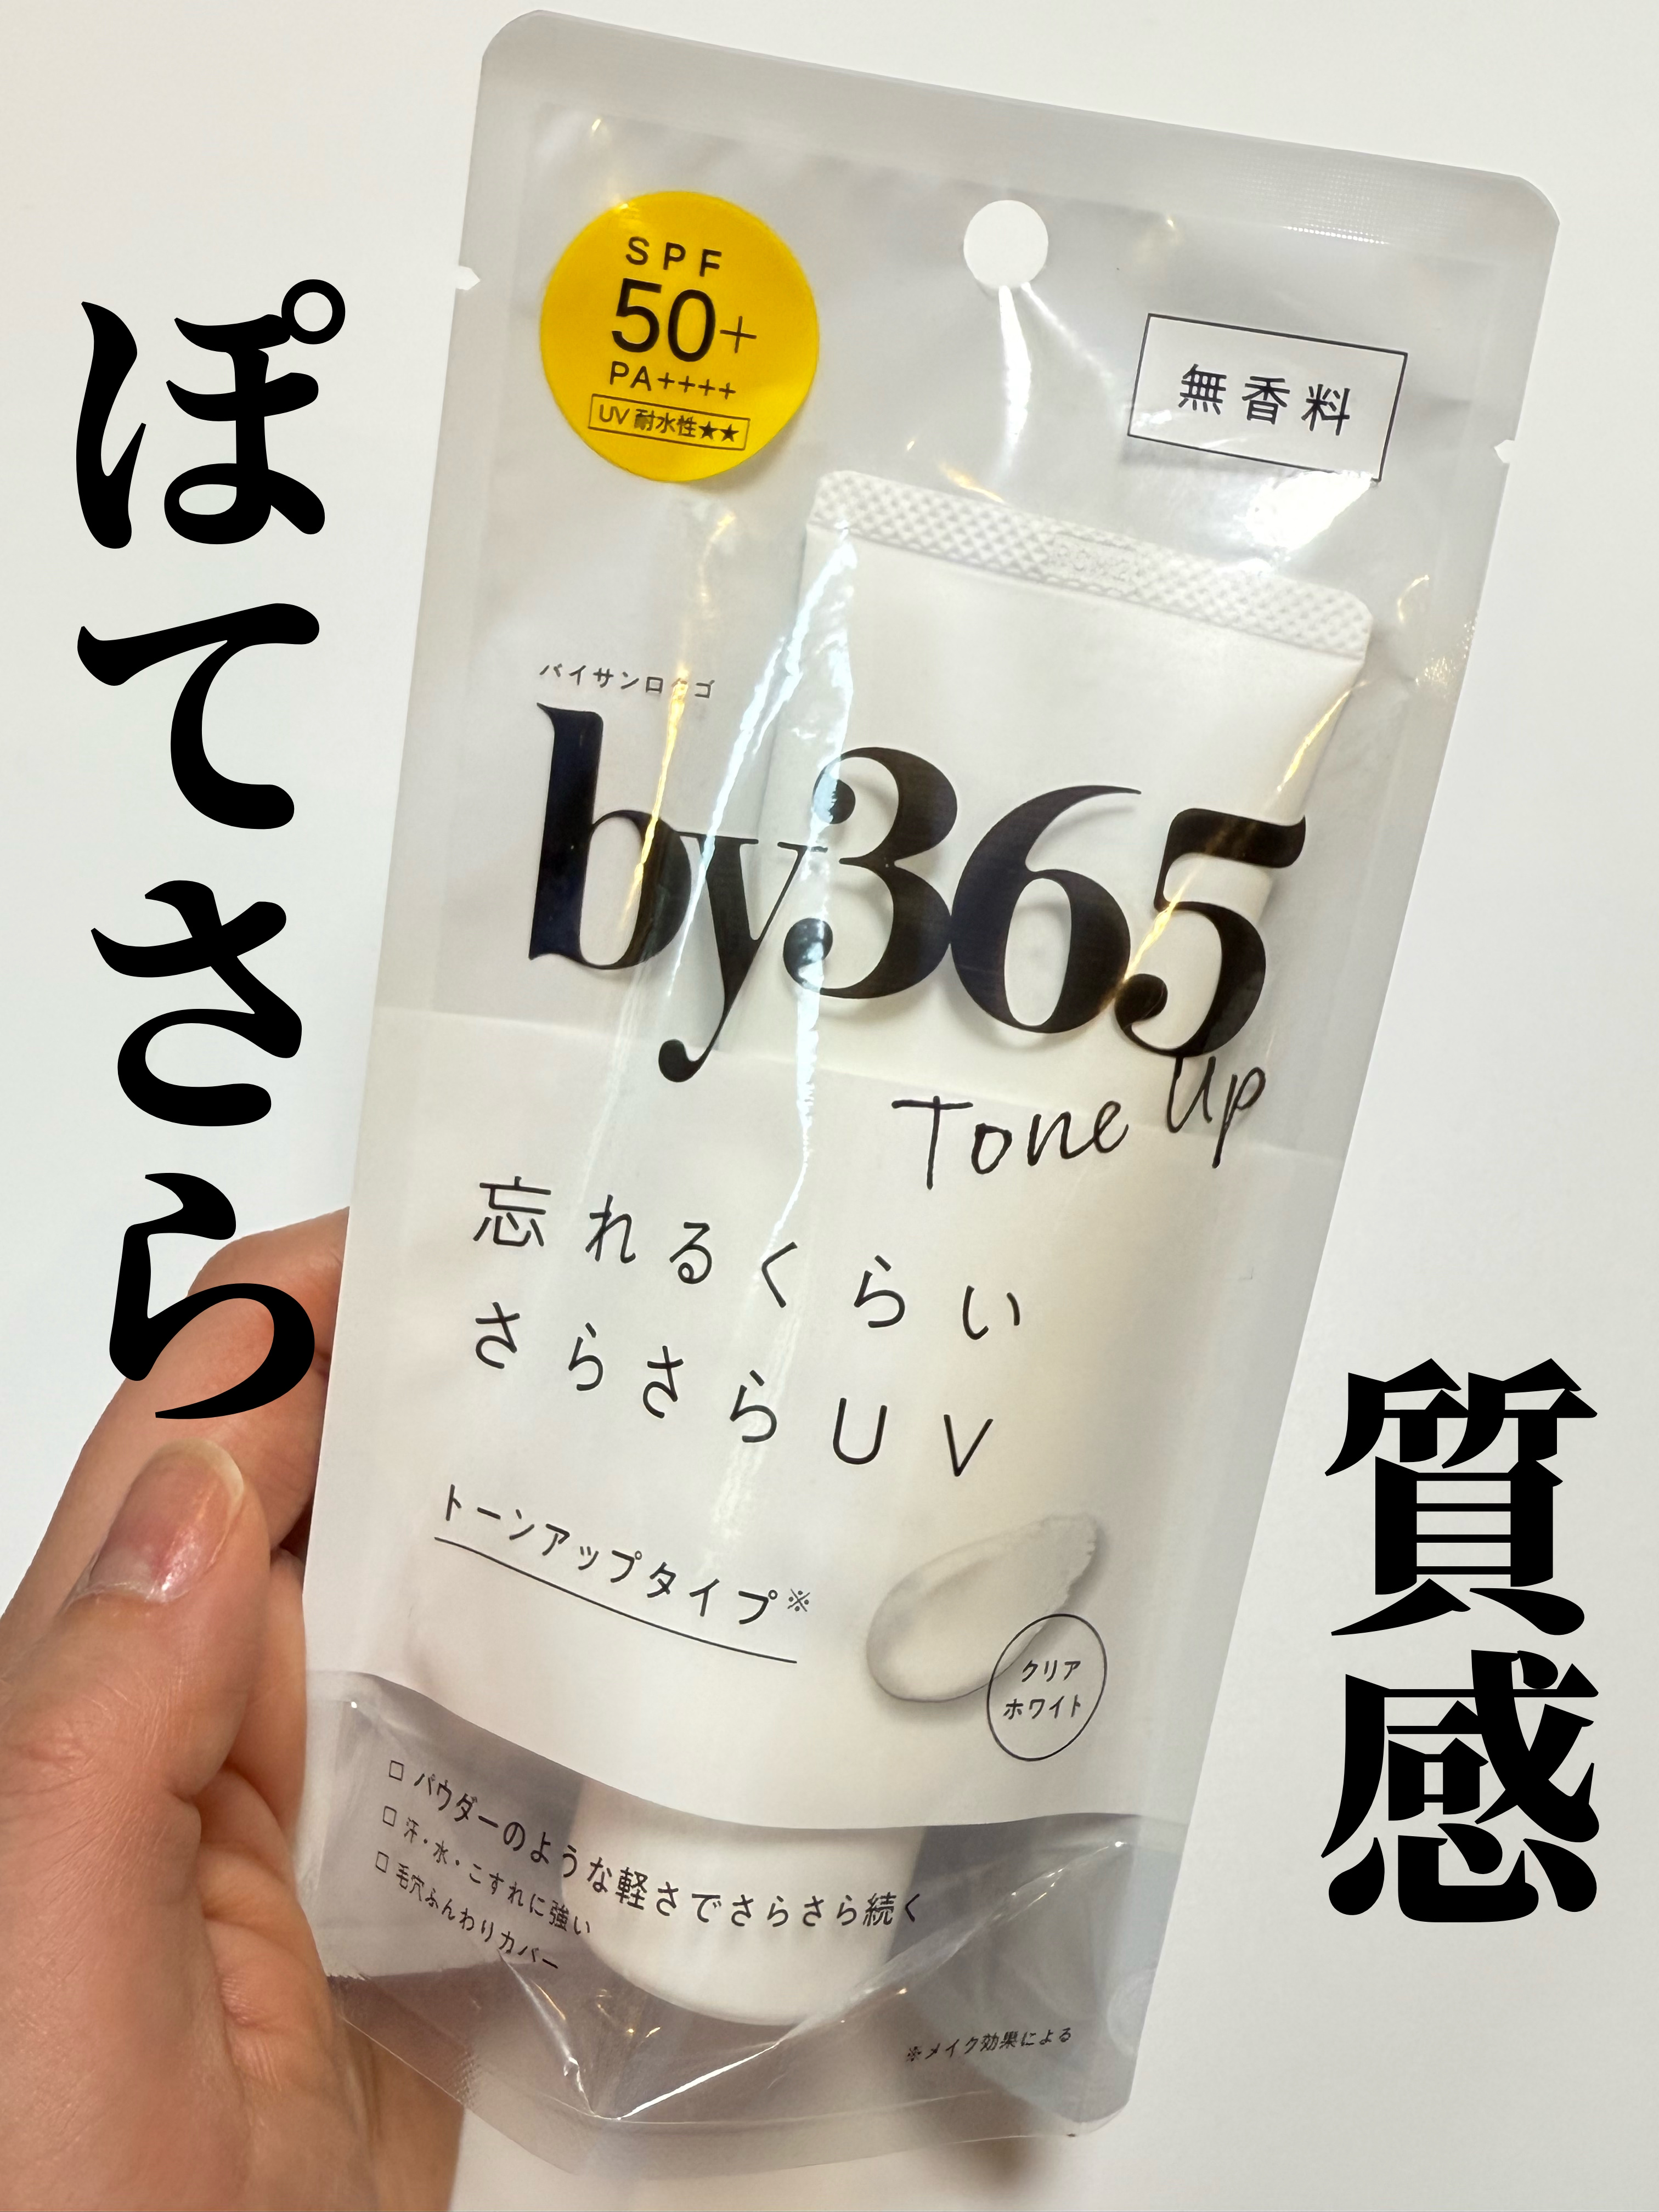 ぽてさら
質感
SPF
50+
PA++++
UV 耐水性★★
無香料
バイサンロクゴ
by365
Tone Up
忘れるくらい
さらさらUV
トーンアップタイプ※
クリア
ホワイト
□ パウダーのような軽さでさらさら続く
□ 汗・水・こすれに強い
□ 毛穴ふんわりカバー
※メイク効果による